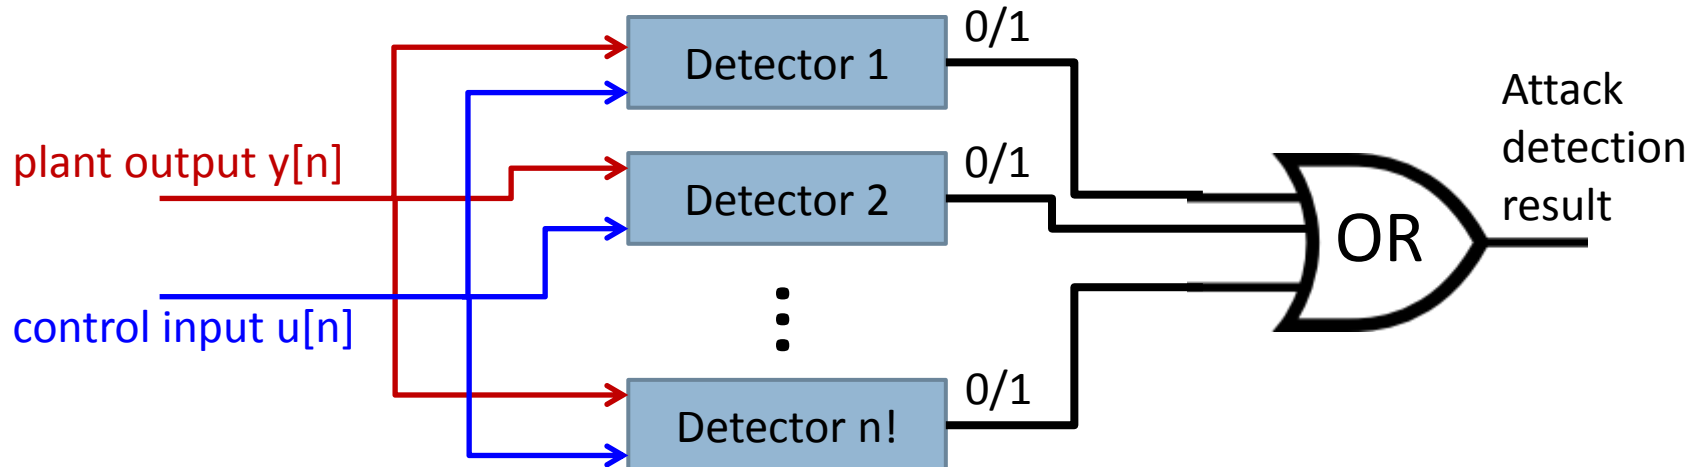 0/1
Detector 1
Attack
detection
result
plant output y[n]
0/1
Detector 2
OR
control input u[n]
0/1
Detector n!